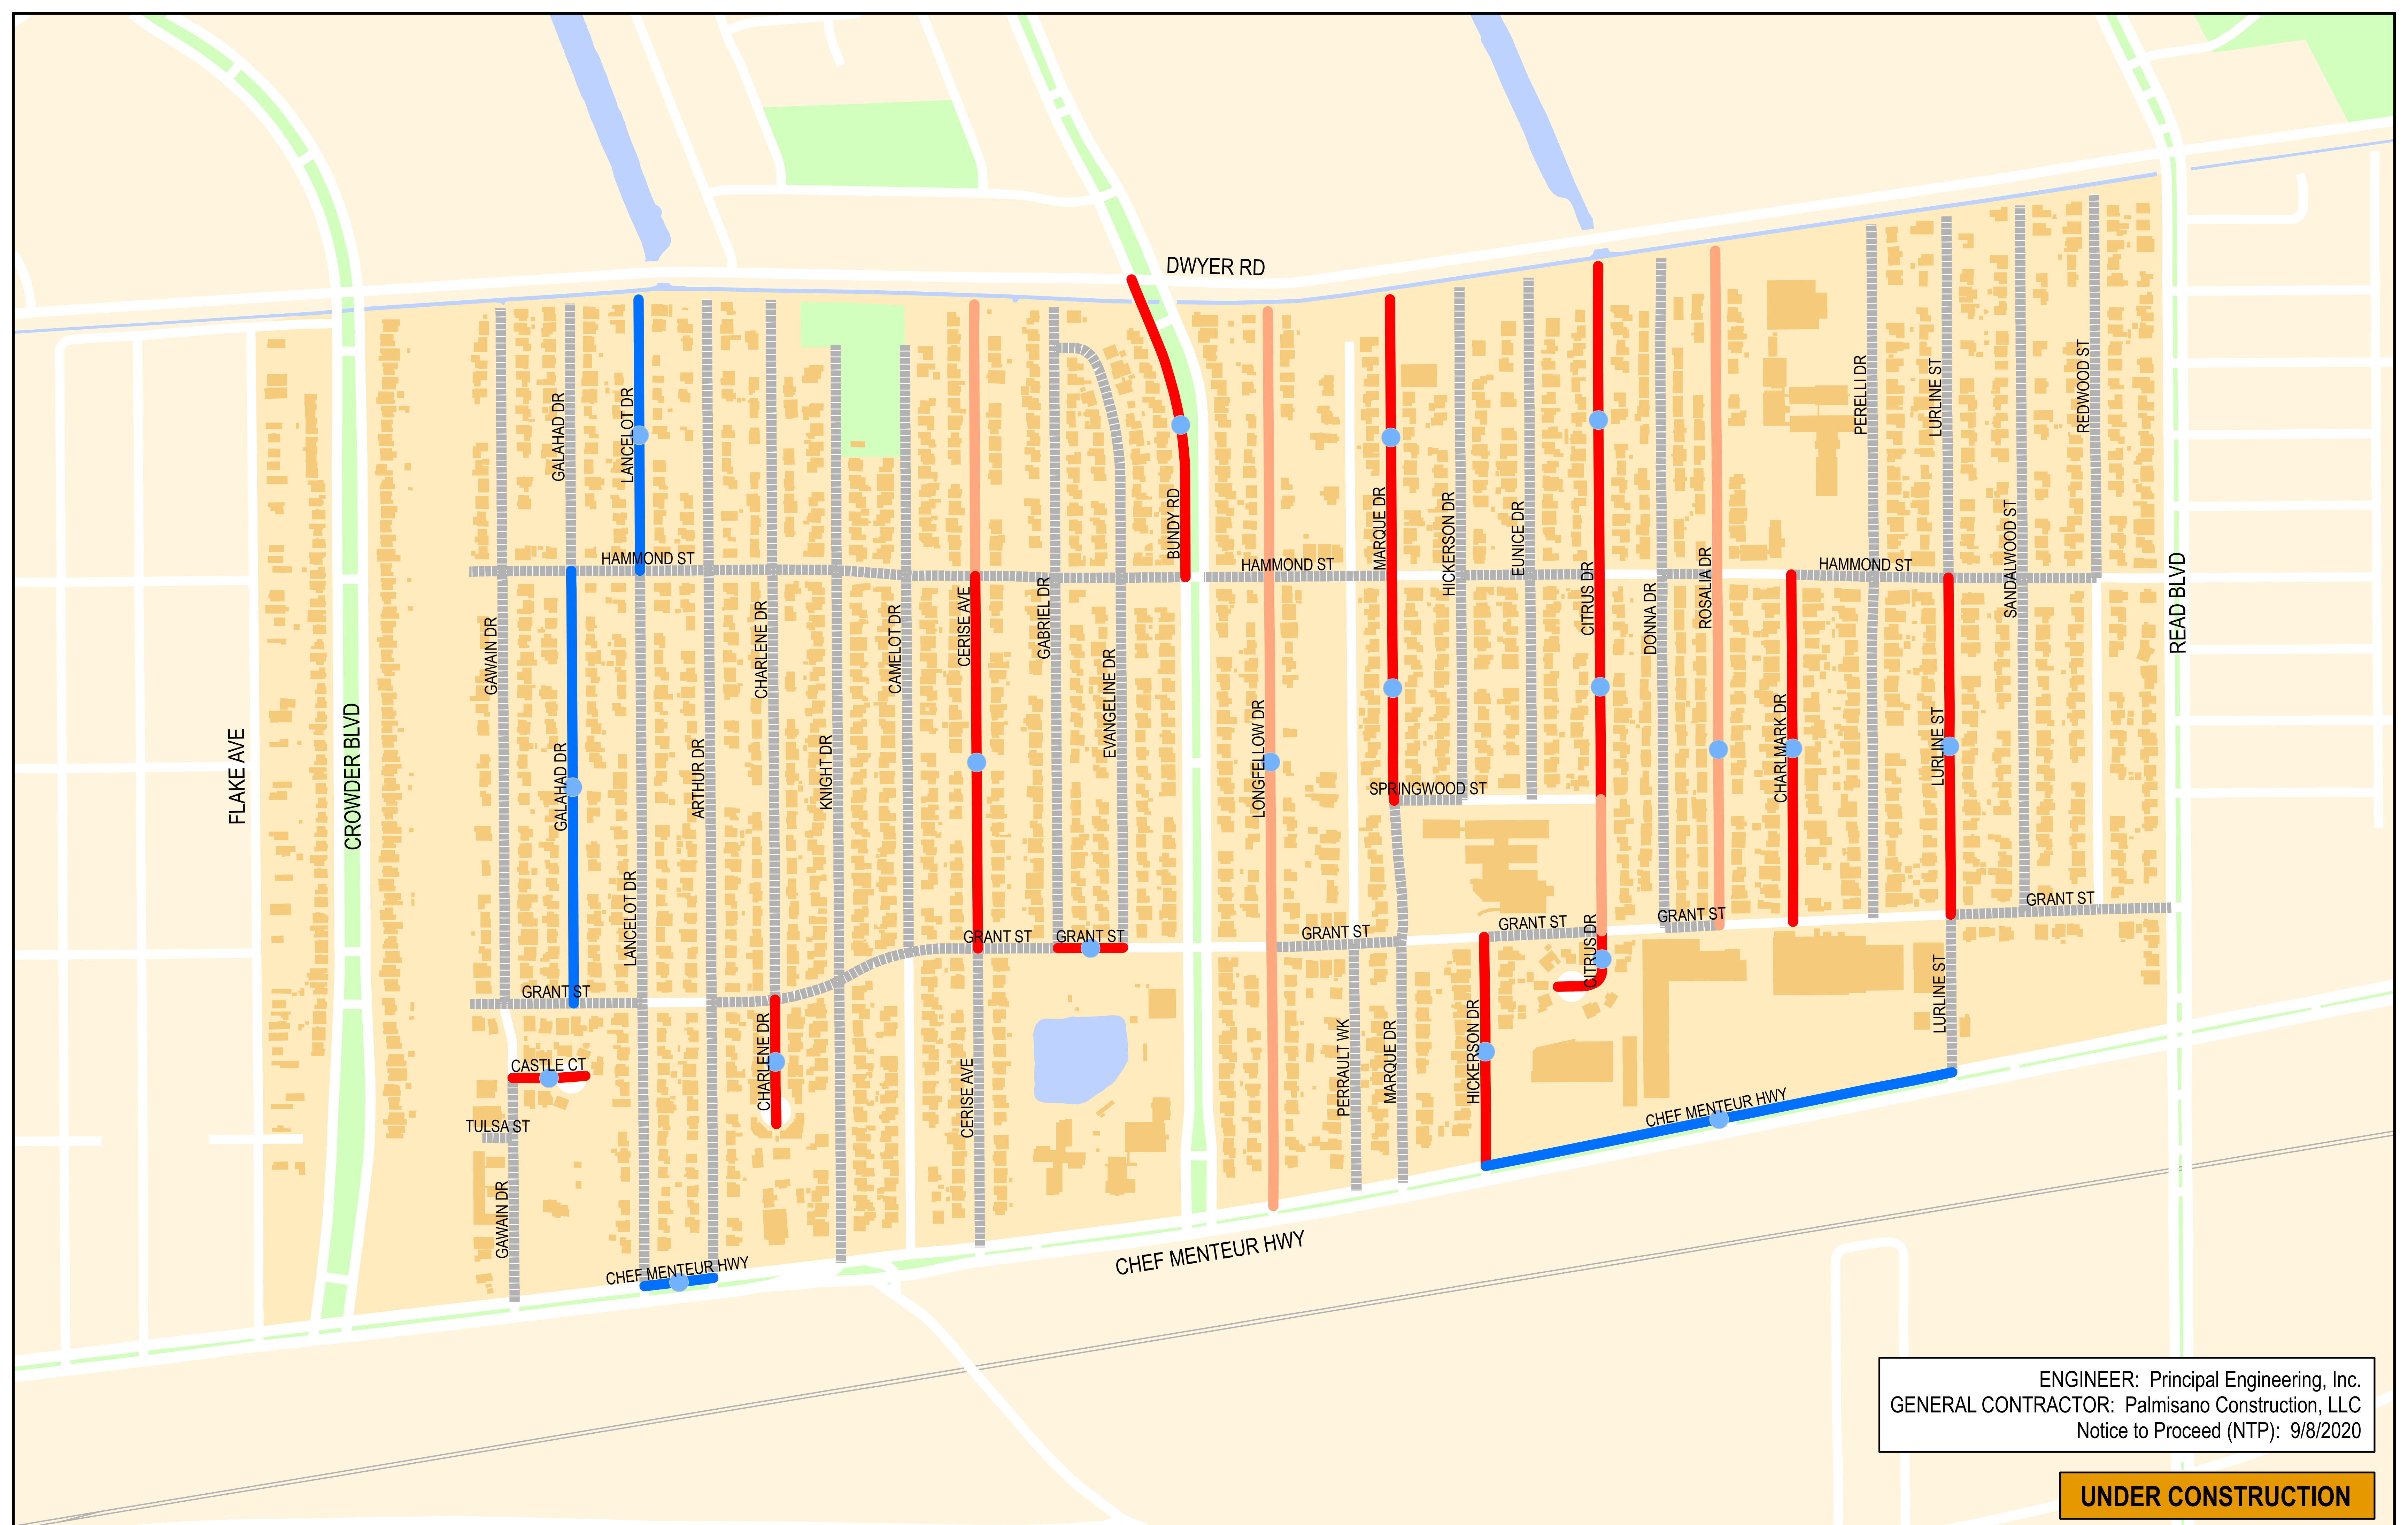 DWYER RD
GALAHAD DR
LANCELOT DR
PERELLI DR
LURLINE ST
REDWOOD ST
BUNDY RD
MARQUE DR
HICKERSON DR
EUNICE DR
SANDALWOOD ST
HAMMOND ST
HAMMOND ST
HAMMOND ST
GAWAIN DR
CHARLENE DR
CAMELOT DR
CERISE AVE
GABRIEL DR
CITRUS DR
DONNA DR
ROSALIA DR
READ BLVD
FLAKE AVE
CROWDER BLVD
GALAHAD DR
ARTHUR DR
KNIGHT DR
EVANGELINE DR
LONGFELLOW DR
CHARLMARK DR
LURLINE ST
SPRINGWOOD ST
LANCELOT DR
GRANT ST
GRANT ST
GRANT ST
GRANT ST
GRANT ST
GRANT ST
CITRUS DR
GRANT ST
LURLINE ST
CASTLE CT
CHARLENE DR
CERISE AVE
PERRAULT WK
MARQUE DR
HICKERSON DR
TULSA ST
CHEF MENTEUR HWY
GAWAIN DR
CHEF MENTEUR HWY
CHEF MENTEUR HWY
ENGINEER: Principal Engineering, Inc.
GENERAL CONTRACTOR: Palmisano Construction, LLC
Notice to Proceed (NTP): 9/8/2020
UNDER CONSTRUCTION